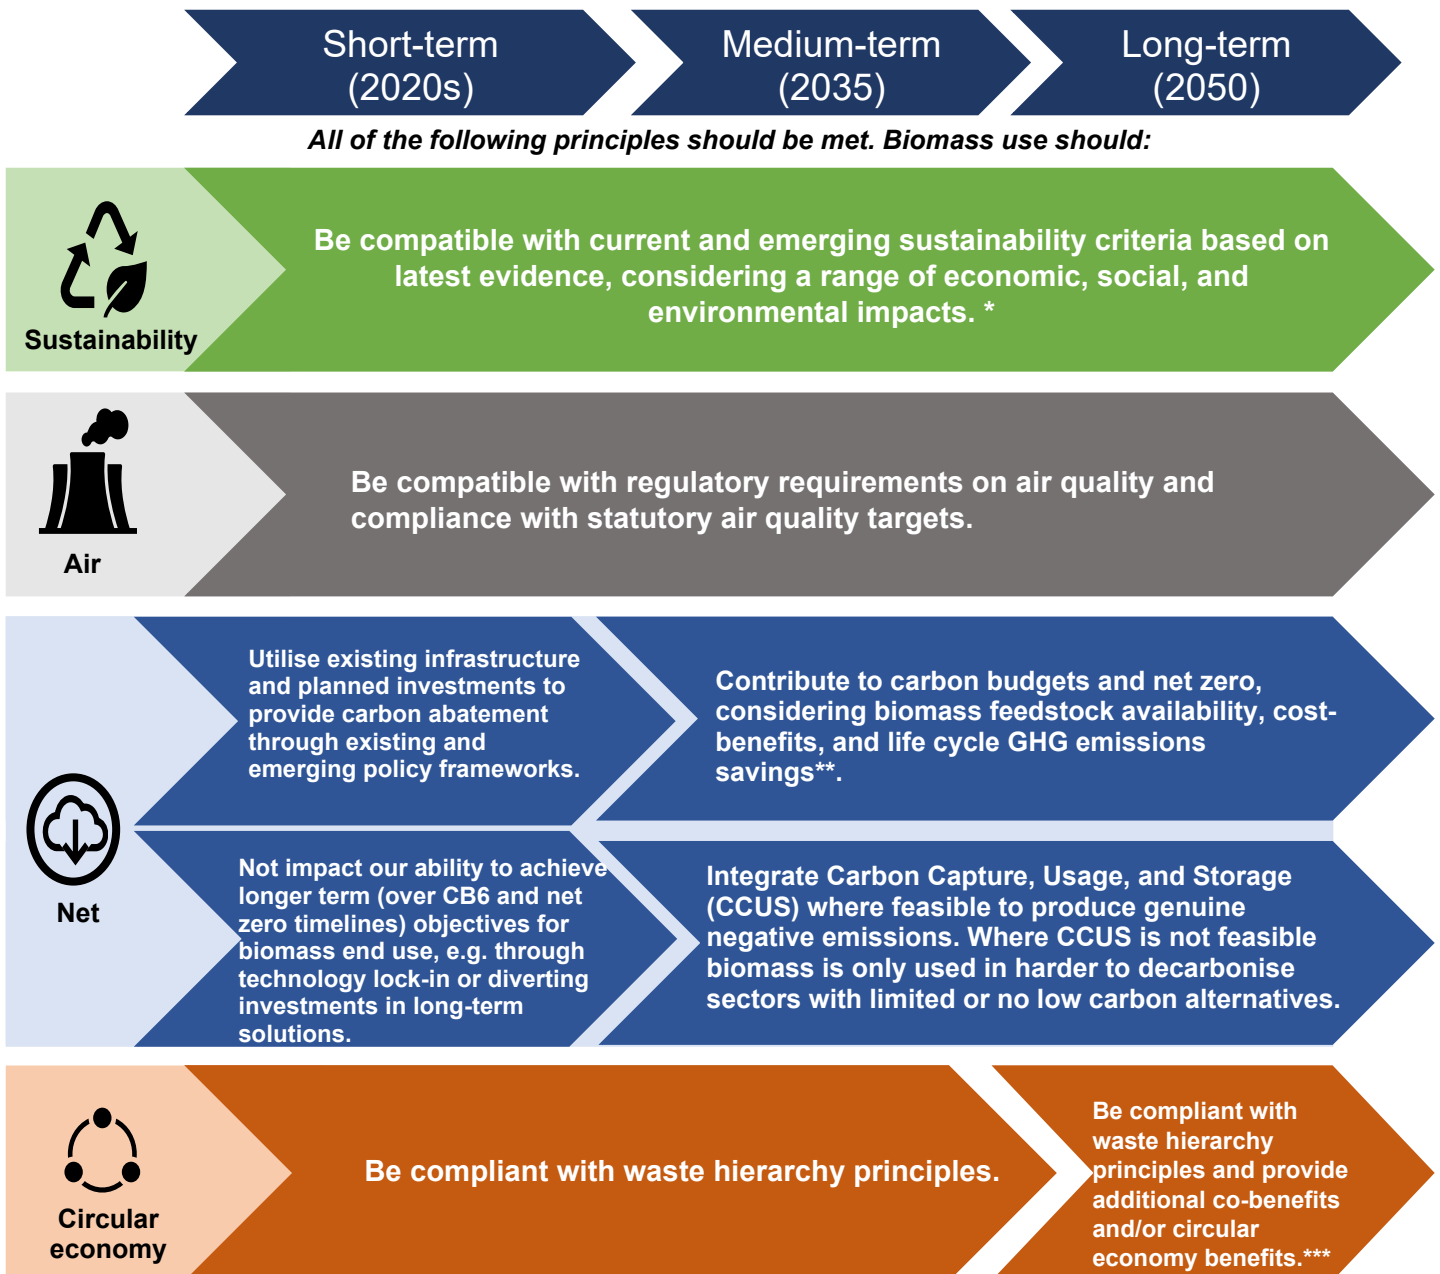 Short-term
(2020s)
Medium-term
(2035)
Long-term
(2050)
All of the following principles should be met. Biomass use should:
Sustainability
Be compatible with current and emerging sustainability criteria based on
latest evidence, considering a range of economic, social, and
environmental impacts. *
Air
Be compatible with regulatory requirements on air quality and
compliance with statutory air quality targets.
Net
Utilise existing infrastructure
and planned investments to
provide carbon abatement
through existing and
emerging policy frameworks.
Contribute to carbon budgets and net zero,
considering biomass feedstock availability, cost-
benefits, and life cycle GHG emissions
savings**.
Not impact our ability to achieve
longer term (over CB6 and net
zero timelines) objectives for
biomass end use, e.g. through
technology lock-in or diverting
investments in long-term
solutions.
Integrate Carbon Capture, Usage, and Storage
(CCUS) where feasible to produce genuine
negative emissions. Where CCUS is not feasible
biomass is only used in harder to decarbonise
sectors with limited or no low carbon alternatives.
Circular
economy
Be compliant with waste hierarchy principles.
Be compliant with
waste hierarchy
principles and provide
additional co-benefits
and/or circular
economy benefits.***